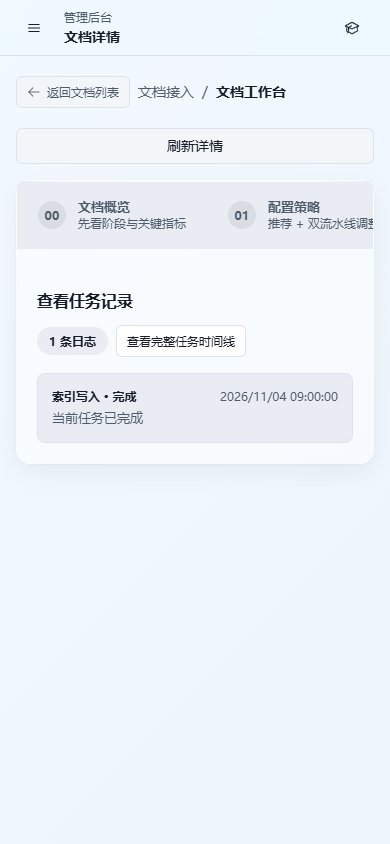 管理后台
文档详情
返回文档列表 文档接入 / 文档工作台
刷新详情
00 文档概览
先看阶段与关键指标
01 配置策略
推荐 + 双流水线调整
查看任务记录
1 条日志 查看完整任务时间线
索引写入・完成 2026/11/04 09:00:00
当前任务已完成